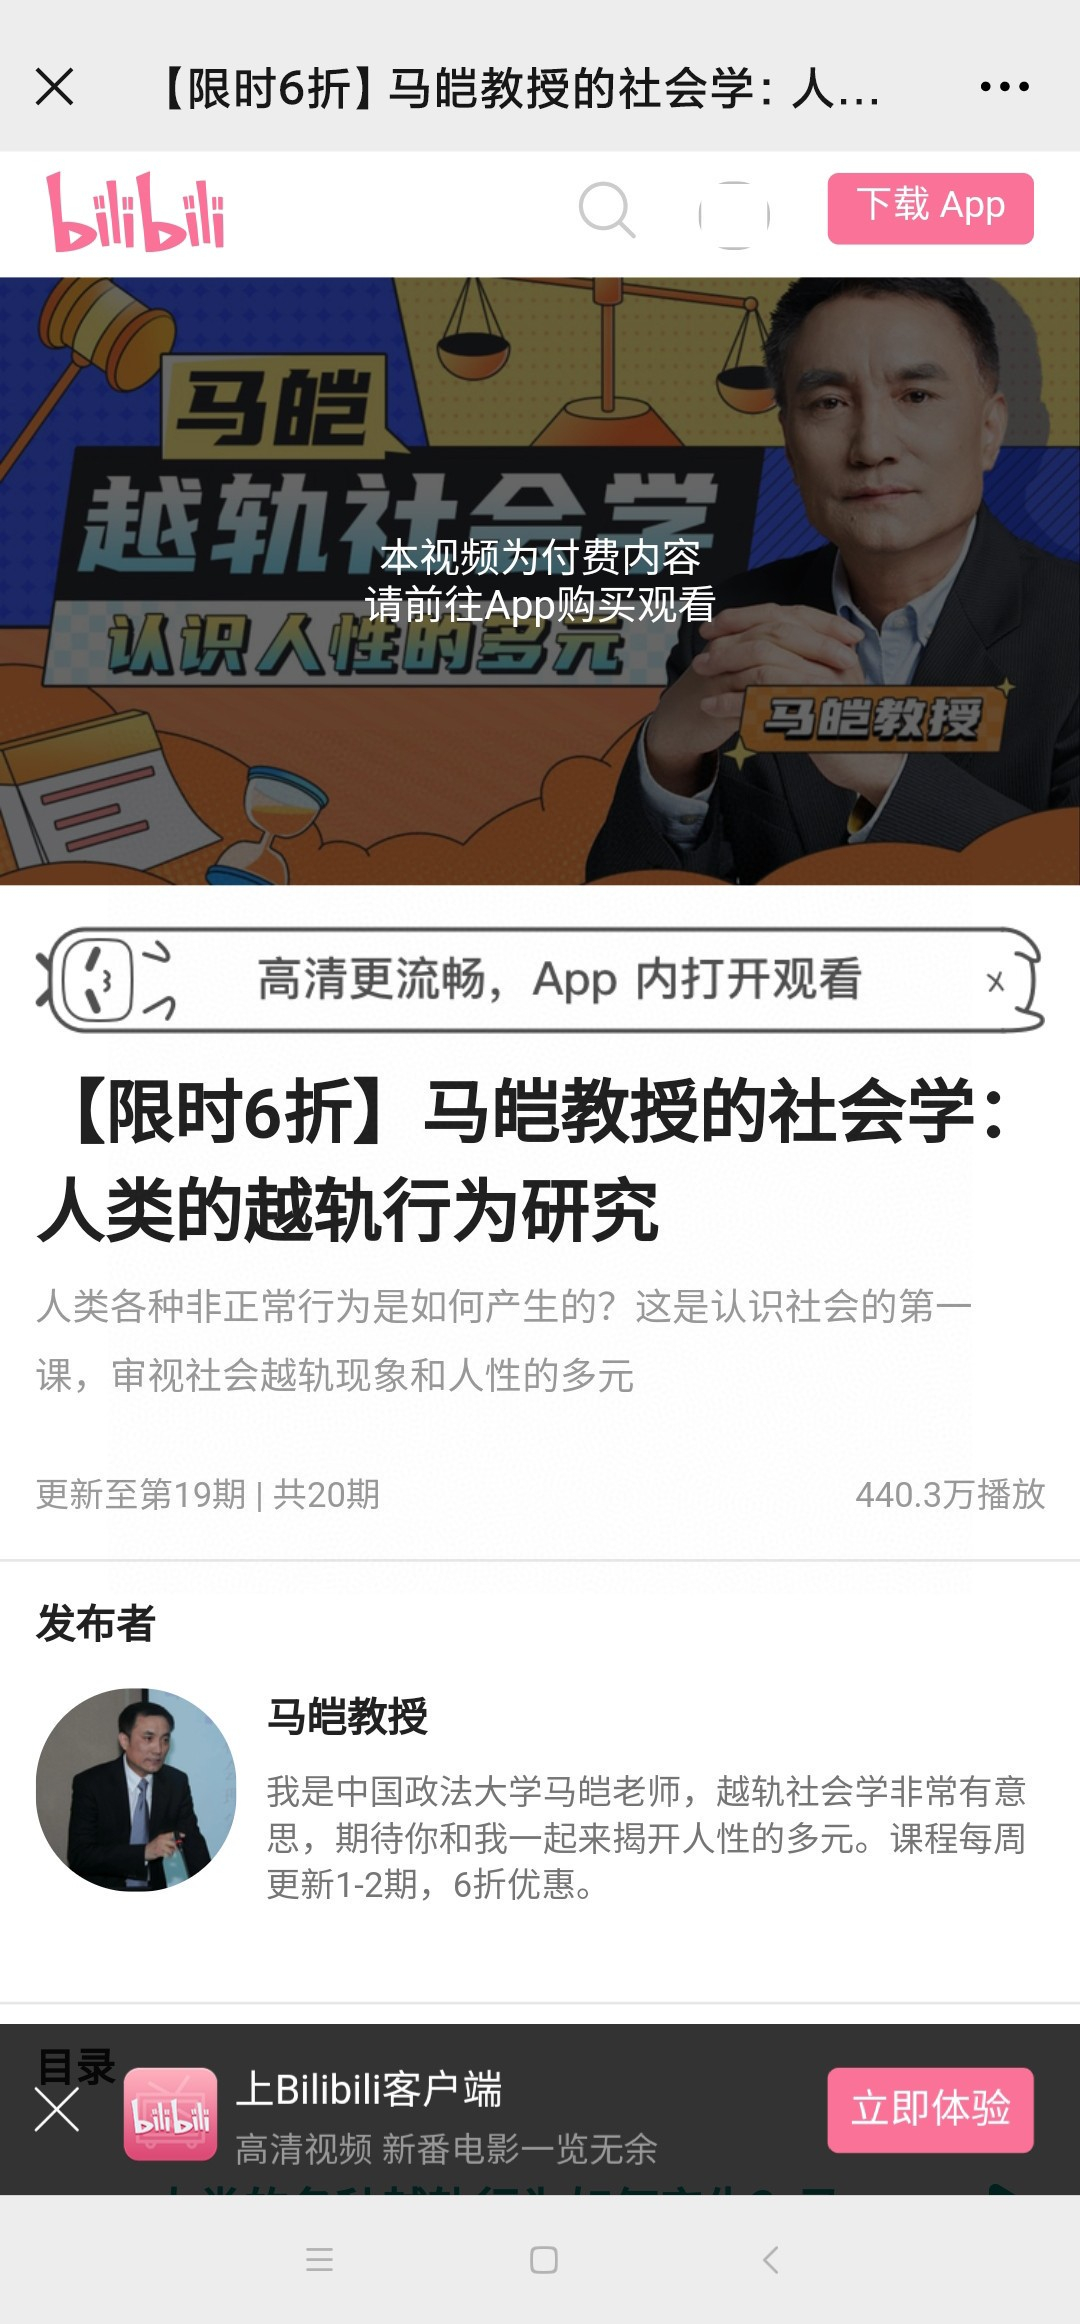 【限时6折】马皑教授的社会学：人...
bilibili
下载 App
马皑
越轨社会学
本视频为付费内容
请前往App购买观看
认识人性的多元
马皑教授
高清更流畅，App 内打开观看
【限时6折】马皑教授的社会学：
人类的越轨行为研究
人类各种非正常行为是如何产生的？这是认识社会的第一
课，审视社会越轨现象和人性的多元
更新至第19期 | 共20期
440.3万播放
发布者
马皑教授
我是中国政法大学马皑老师，越轨社会学非常有意
思，期待你和我一起来揭开人性的多元。课程每周
更新1-2期，6折优惠。
目录
bilibili
上Bilibili客户端
高清视频 新番电影一览无余
立即体验